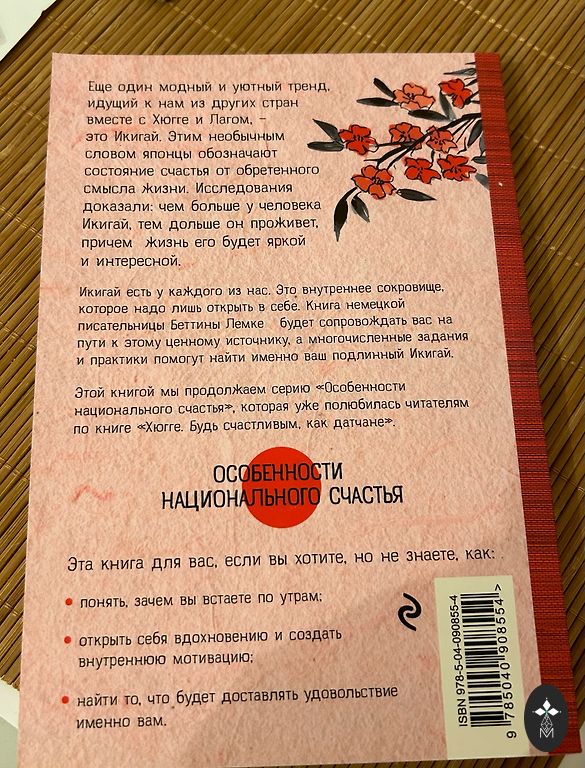 Еще один модный и уютный тренд,
идущий к нам из других стран
вместе с Хюгге и Лагом, –
это Икигай. Этим необычным
словом японцы обозначают
состояние счастья от обретенного
смысла жизни. Исследования
доказали: чем больше у человека
Икигай, тем дольше он проживет,
причем жизнь его будет яркой
и интересной.
Икигай есть у каждого из нас. Это внутреннее сокровище,
которое надо лишь открыть в себе. Книга немецкой
писательницы Беттины Лемке будет сопровождать вас на
пути к этому ценному источнику, а многочисленные задания
и практики помогут найти именно ваш подлинный Икигай.
Этой книгой мы продолжаем серию «Особенности
национального счастья», которая уже полюбилась читателям
по книге «Хюгге. Будь счастливым, как датчане».
ОСОБЕННОСТИ
НАЦИОНАЛЬНОГО СЧАСТЬЯ
Эта книга для вас, если вы хотите, но не знаете, как:
• понять, зачем вы встаете по утрам;
• открыть себя вдохновению и создать
внутреннюю мотивацию;
• найти то, что будет доставлять удовольствие
именно вам.
ISBN 978-5-04-090855-4
9 785040 908554 >